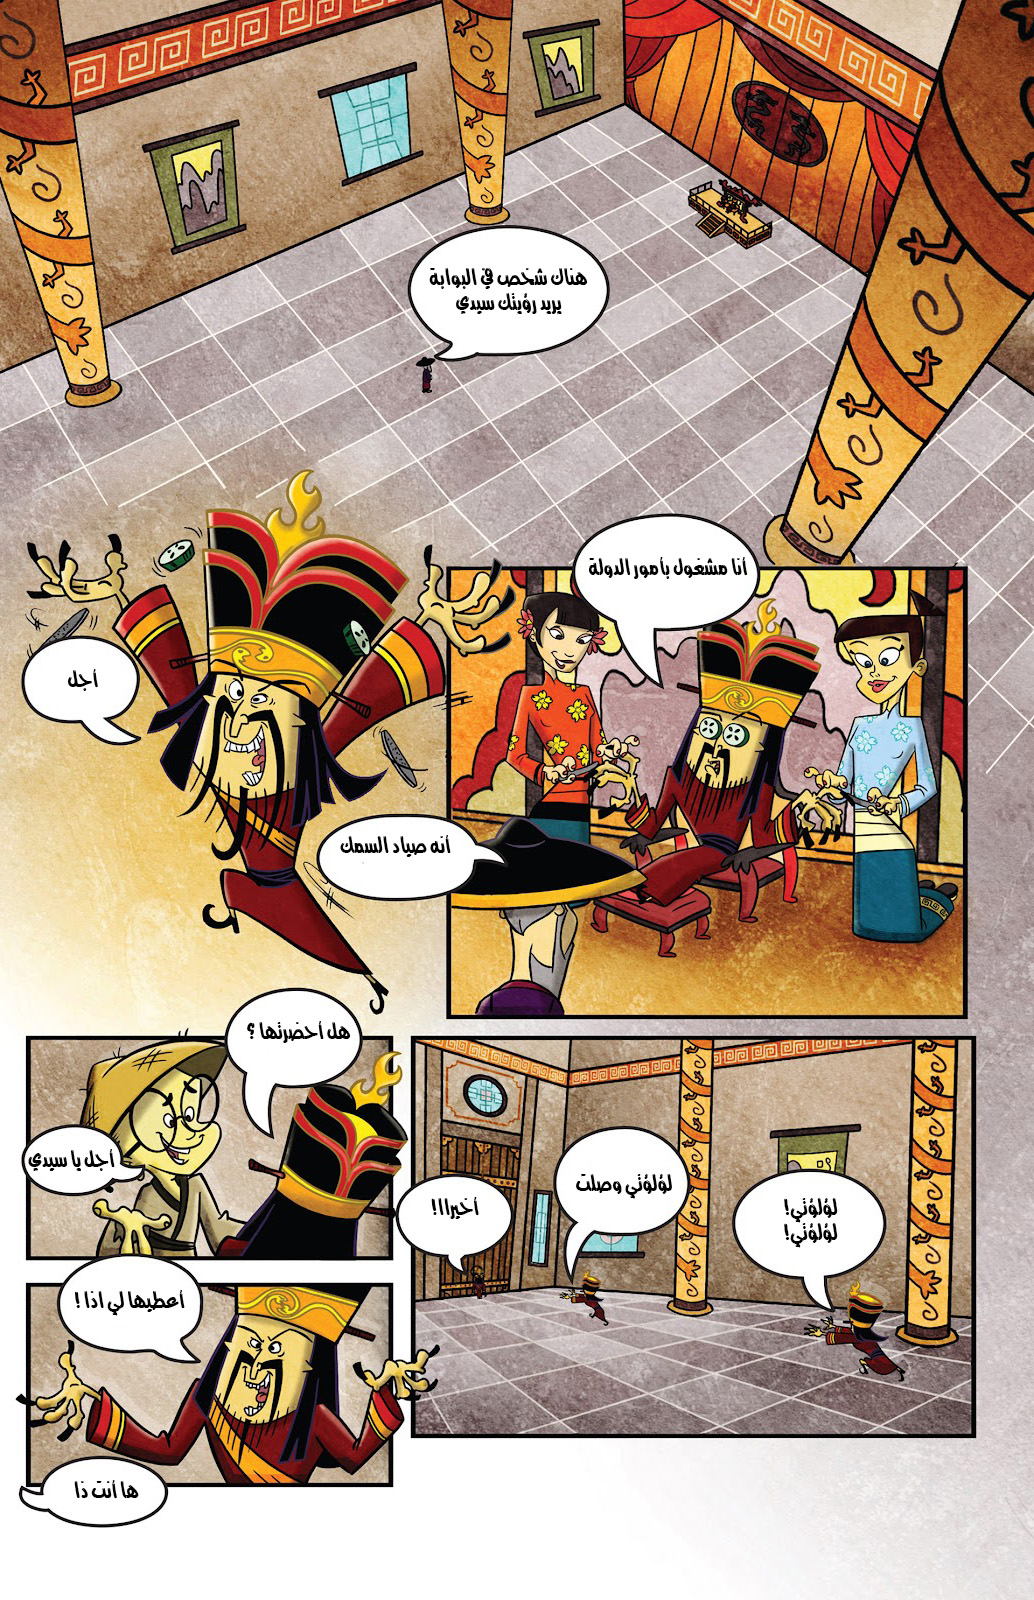 هناك شخص في البوابة
يريد رؤيتك سيدي
أنا مشغول بأمور الدولة
أنه صياد السمك
أجل
لؤلؤتي!
لؤلؤتي!
لؤلؤتي وصلت
أخيراا!
هل أحضرتها ؟
أجل يا سيدي
أعطيها لي اذا !
ها أنت ذا